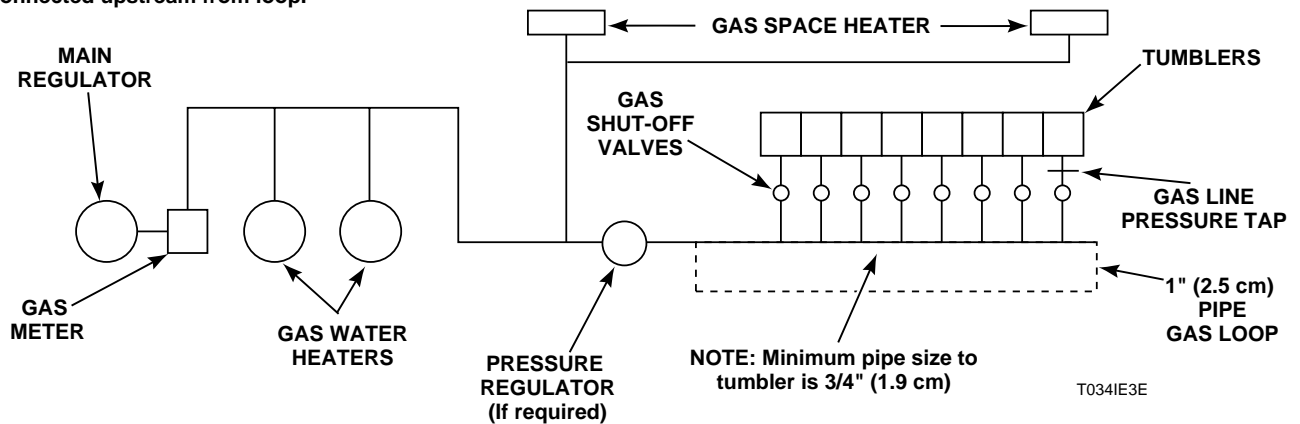 connected upstream from loop.
GAS SPACE HEATER
MAIN
REGULATOR
TUMBLERS
GAS
SHUT-OFF
VALVES
GAS LINE
PRESSURE TAP
1" (2.5 cm)
PIPE
GAS LOOP
GAS
METER
GAS WATER
HEATERS
PRESSURE
REGULATOR
(If required)
NOTE: Minimum pipe size to
tumbler is 3/4" (1.9 cm)
T034IE3E